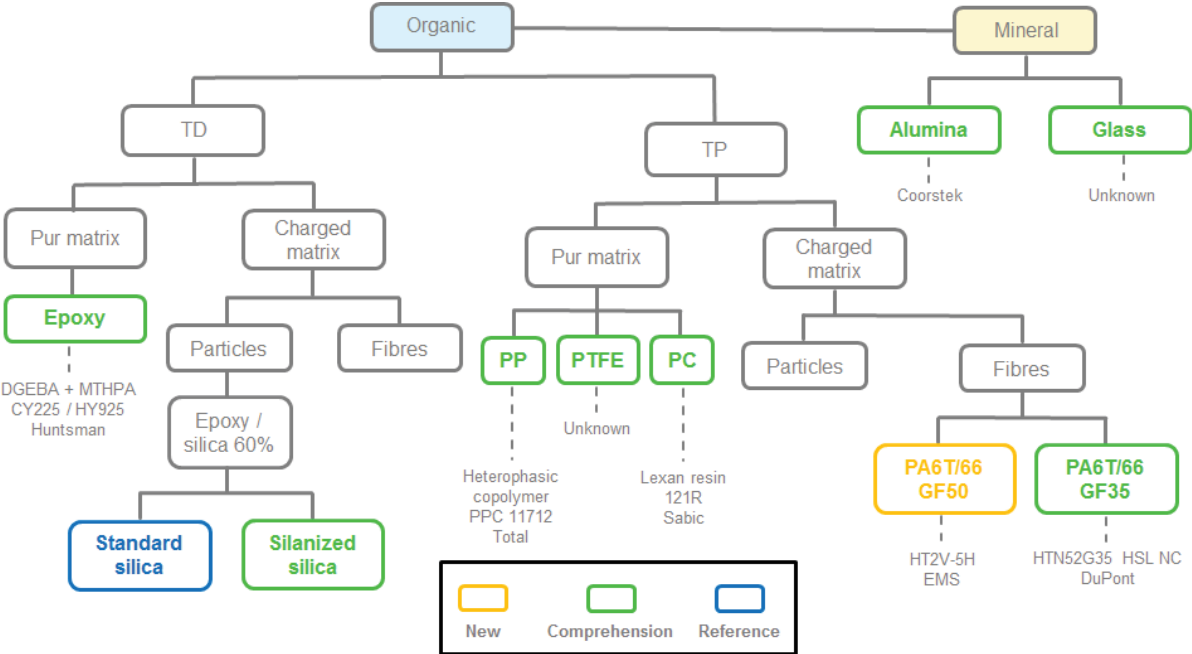 Organic
Mineral
TD
TP
Alumina
Glass
Coorstek
Unknown
Pur matrix
Charged
matrix
Pur matrix
Charged
matrix
Epoxy
DGEBA + MTHPA
CY225 / HY925
Huntsman
Particles
Fibres
Epoxy /
silica 60%
Standard
silica
Silanized
silica
PP
PTFE
PC
Heterophasic
copolymer
PPC 11712
Total
Unknown
Lexan resin
121R
Sabic
Particles
Fibres
PA6T/66
GF50
PA6T/66
GF35
HT2V-5H
EMS
HTN52G35 HSL NC
DuPont
New
Comprehension
Reference